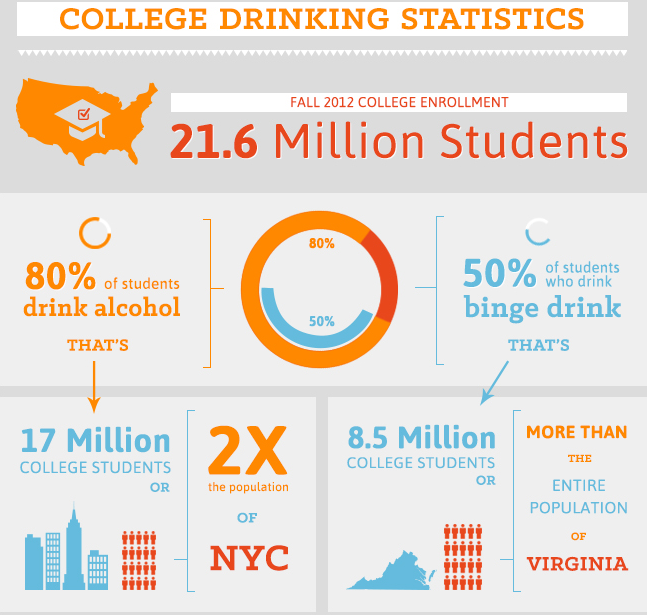 COLLEGE DRINKING STATISTICS
FALL 2012 COLLEGE ENROLLMENT
21.6 Million Students
80% of students
drink alcohol
THAT'S
80%
50%
50% of students
who drink
binge drink
THAT'S
17 Million
COLLEGE STUDENTS
OR
2X
the population
OF
NYC
8.5 Million
COLLEGE STUDENTS
OR
MORE THAN
THE
ENTIRE
POPULATION
OF
VIRGINIA